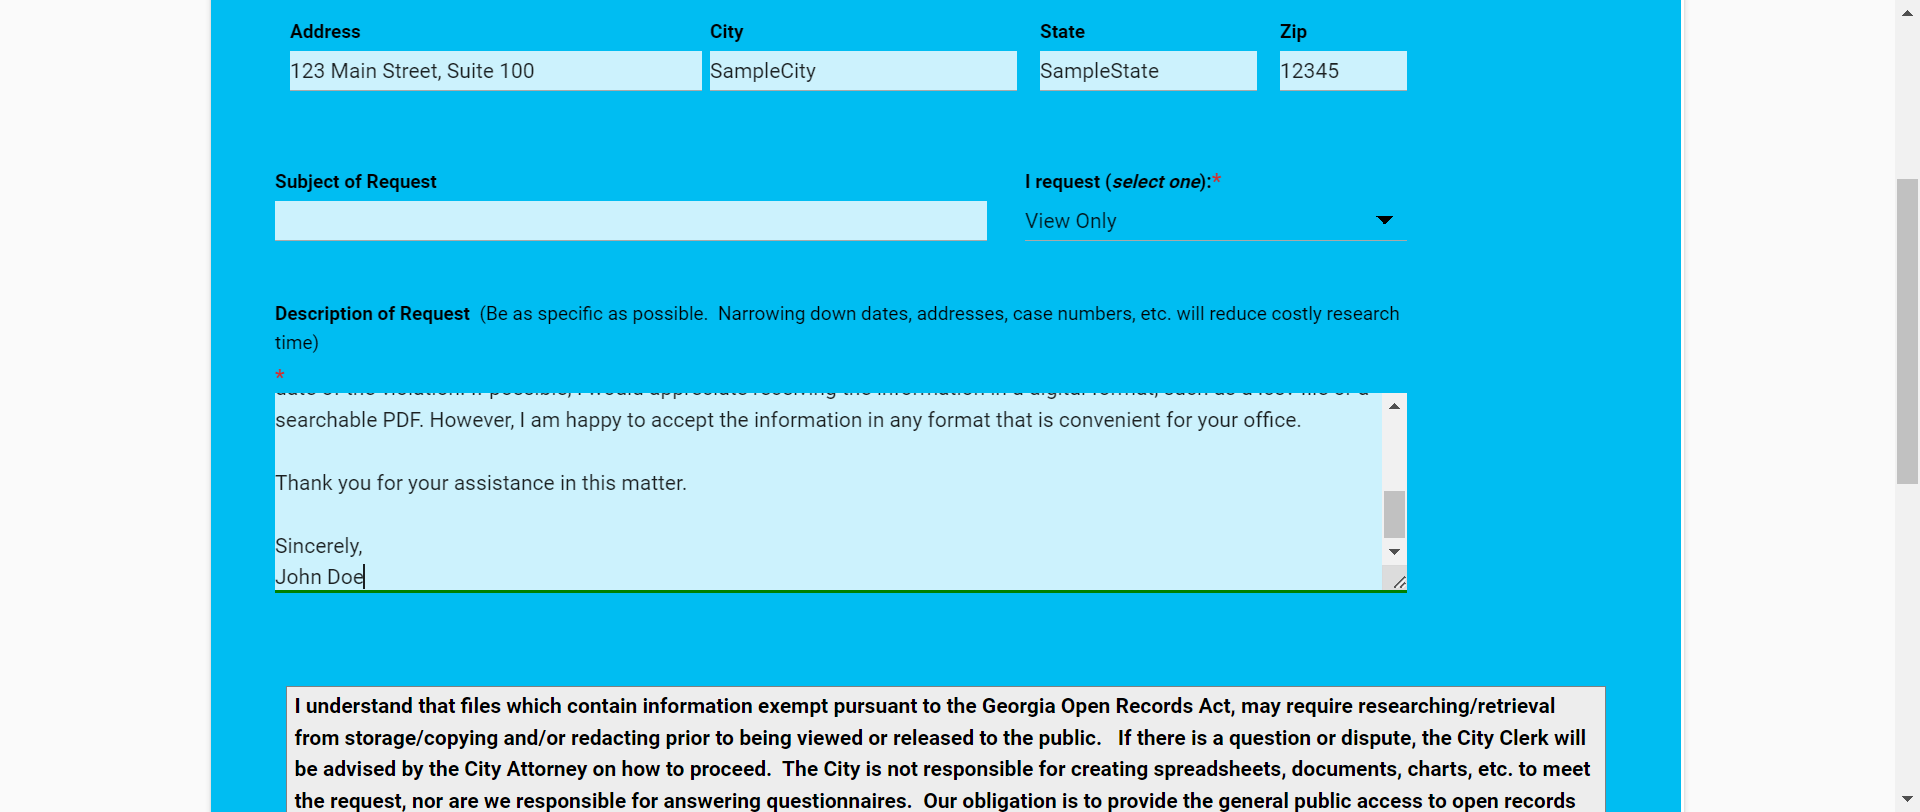 Address City State Zip
123 Main Street, Suite 100 SampleCity SampleState 12345
Subject of Request I request (select one):*
View Only
Description of Request (Be as specific as possible. Narrowing down dates, addresses, case numbers, etc. will reduce costly research
time)
*
searchable PDF. However, I am happy to accept the information in any format that is convenient for your office.
Thank you for your assistance in this matter.
Sincerely,
John Doe
I understand that files which contain information exempt pursuant to the Georgia Open Records Act, may require researching/retrieval
from storage/copying and/or redacting prior to being viewed or released to the public. If there is a question or dispute, the City Clerk will
be advised by the City Attorney on how to proceed. The City is not responsible for creating spreadsheets, documents, charts, etc. to meet
the request, nor are we responsible for answering questionnaires. Our obligation is to provide the general public access to open records